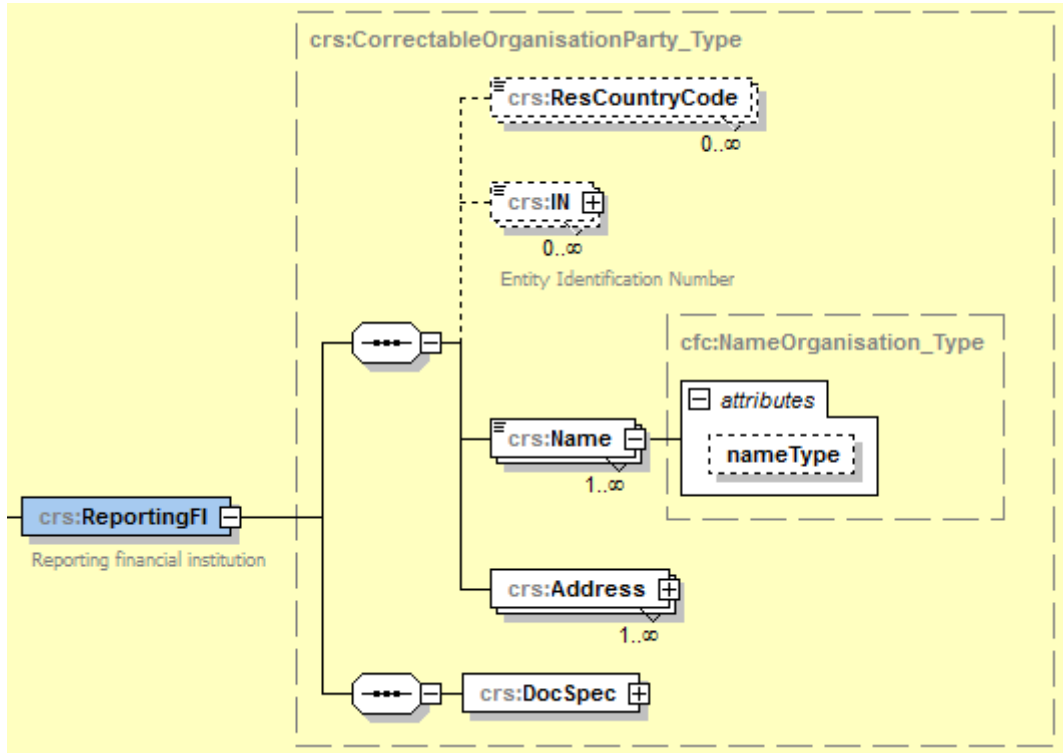 crs:CorrectableOrganisationParty_Type
crs:ResCountryCode
0..∞
crs:IN
0..∞
Entity Identification Number
cfc:NameOrganisation_Type
attributes
crs:Name
nameType
1..∞
crs:ReportingFI
Reporting financial institution
crs:Address
1..∞
crs:DocSpec